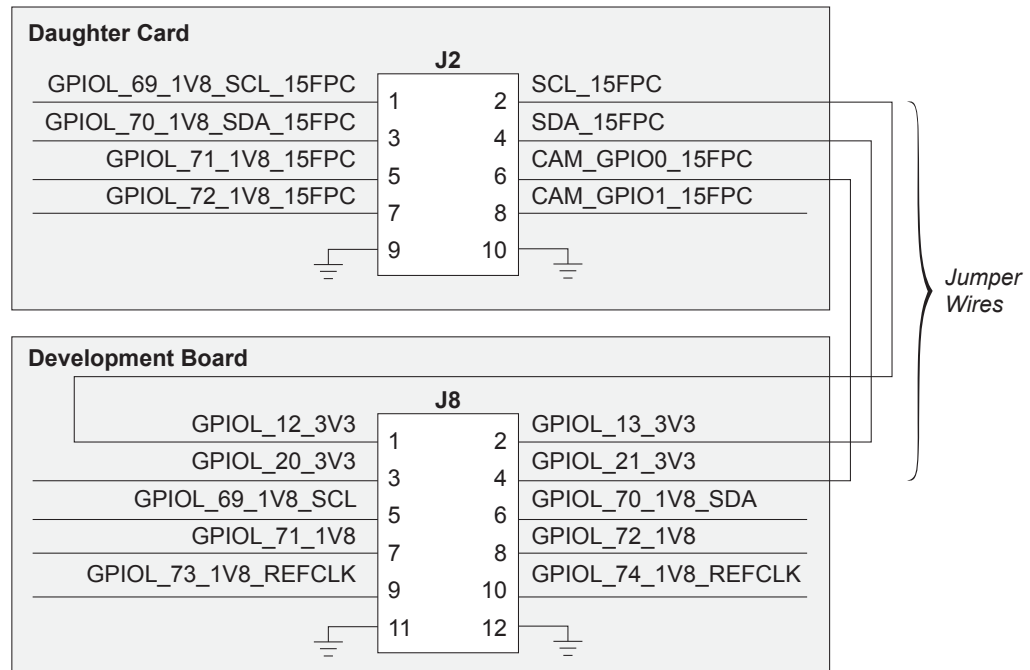 Daughter Card
J2
GPIOL_69_1V8_SCL_15FPC 1 2 SCL_15FPC
GPIOL_70_1V8_SDA_15FPC 3 4 SDA_15FPC
GPIOL_71_1V8_15FPC 5 6 CAM_GPIO0_15FPC
GPIOL_72_1V8_15FPC 7 8 CAM_GPIO1_15FPC
9 10
Jumper
Wires
Development Board
J8
GPIOL_12_3V3 1 2 GPIOL_13_3V3
GPIOL_20_3V3 3 4 GPIOL_21_3V3
GPIOL_69_1V8_SCL 5 6 GPIOL_70_1V8_SDA
GPIOL_71_1V8 7 8 GPIOL_72_1V8
GPIOL_73_1V8_REFCLK 9 10 GPIOL_74_1V8_REFCLK
11 12